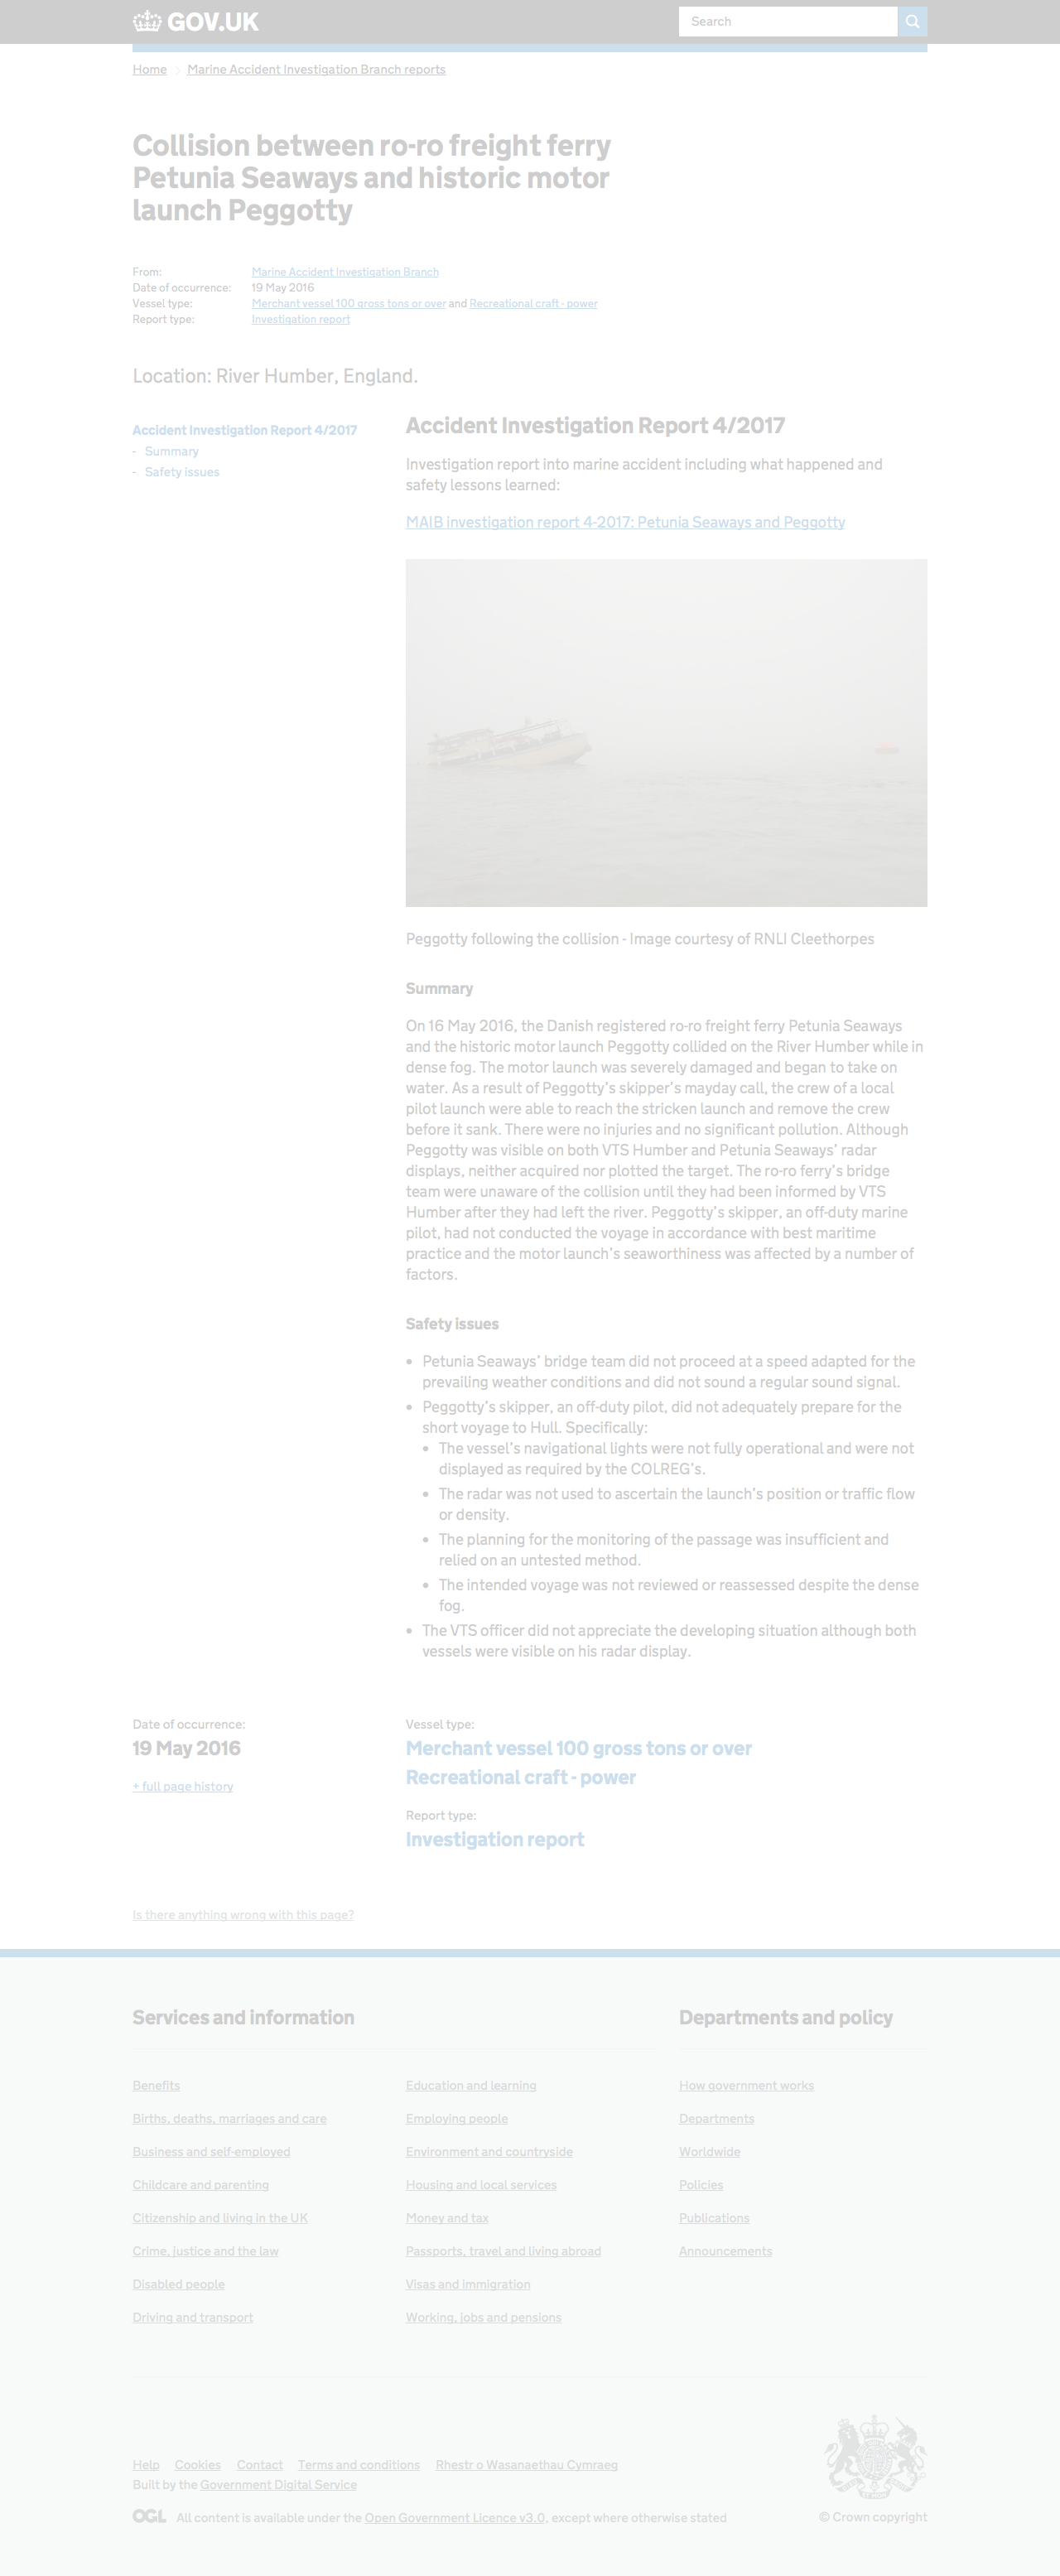 GOV.UK
Search
Home
Marine Accident Investigation Branch reports
Collision between ro-ro freight ferry
Petunia Seaways and historic motor
launch Peggotty
From: Marine Accident Investigation Branch
Date of occurrence: 19 May 2016
Vessel type: Merchant vessel 100 gross tons or over and Recreational craft - power
Report type: Investigation report
Location: River Humber, England.
Accident Investigation Report 4/2017
- Summary
- Safety issues
Accident Investigation Report 4/2017
Investigation report into marine accident including what happened and
safety lessons learned:
MAIB investigation report 4-2017: Petunia Seaways and Peggotty
Peggotty following the collision - Image courtesy of RNLI Cleethorpes
Summary
On 16 May 2016, the Danish registered ro-ro freight ferry Petunia Seaways
and the historic motor launch Peggotty collided on the River Humber while in
dense fog. The motor launch was severely damaged and began to take on
water. As a result of Peggotty's skipper's mayday call, the crew of a local
pilot launch were able to reach the stricken launch and remove the crew
before it sank. There were no injuries and no significant pollution. Although
Peggotty was visible on both VTS Humber and Petunia Seaways' radar
displays, neither acquired nor plotted the target. The ro-ro ferry's bridge
team were unaware of the collision until they had been informed by VTS
Humber after they had left the river. Peggotty's skipper, an off-duty marine
pilot, had not conducted the voyage in accordance with best maritime
practice and the motor launch's seaworthiness was affected by a number of
factors.
Safety issues
• Petunia Seaways' bridge team did not proceed at a speed adapted for the
prevailing weather conditions and did not sound a regular sound signal.
• Peggotty's skipper, an off-duty pilot, did not adequately prepare for the
short voyage to Hull. Specifically:
• The vessel's navigational lights were not fully operational and were not
displayed as required by the COLREG's.
• The radar was not used to ascertain the launch's position or traffic flow
or density.
• The planning for the monitoring of the passage was insufficient and
relied on an untested method.
• The intended voyage was not reviewed or reassessed despite the dense
fog.
• The VTS officer did not appreciate the developing situation although both
vessels were visible on his radar display.
Date of occurrence:
19 May 2016
+ full page history
Vessel type:
Merchant vessel 100 gross tons or over
Recreational craft - power
Report type:
Investigation report
Is there anything wrong with this page?
Services and information
Benefits
Births, deaths, marriages and care
Business and self-employed
Childcare and parenting
Citizenship and living in the UK
Crime, justice and the law
Disabled people
Driving and transport
Education and learning
Employing people
Environment and countryside
Housing and local services
Money and tax
Passports, travel and living abroad
Visas and immigration
Working, jobs and pensions
Departments and policy
How government works
Departments
Worldwide
Policies
Publications
Announcements
Help Cookies Contact Terms and conditions Rhestr o Wasanaethau Cymraeg
Built by the Government Digital Service
OGL All content is available under the Open Government Licence v3.0, except where otherwise stated
© Crown copyright